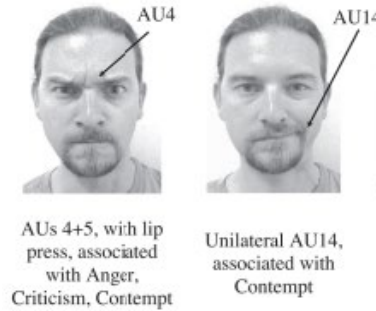 AU4
AU14
AUs 4+5, with lip
press, associated
with Anger,
Criticism, Contempt
Unilateral AU14,
associated with
Contempt